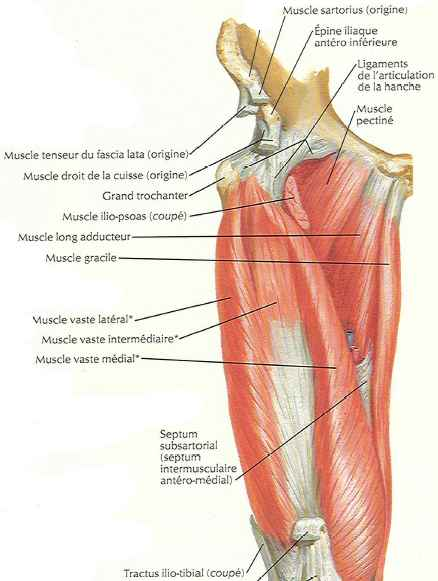 Muscle sartorius (origine)
Épine iliaque
antéro inférieure
Ligaments
de l'articulation
de la hanche
Muscle
pectiné
Muscle tenseur du fascia lata (origine)
Muscle droit de la cuisse (origine)
Grand trochanter
Muscle ilio-psoas (coupé)
Muscle long adducteur
Muscle gracile
Muscle vaste latéral*
Muscle vaste intermédiaire*
Muscle vaste médial*
Septum
subsartorial
(septum
intermusculaire
antéro-médial)
Tractus ilio-tibial (coupé)